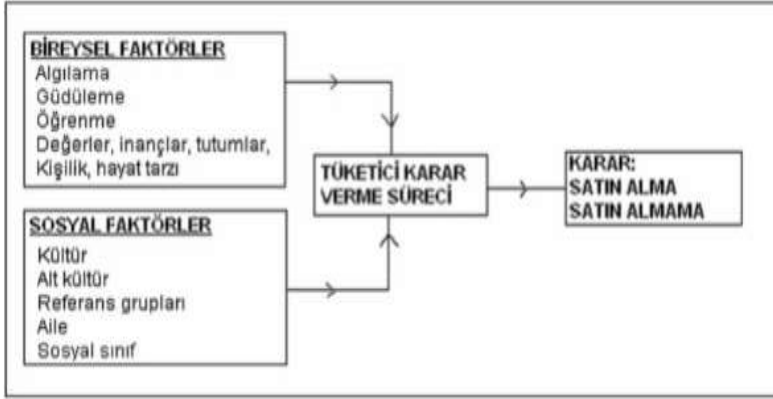 BİREYSEL FAKTÖRLER
Algılama
Güdüleme
Öğrenme
Değerler, inançlar, tutumlar,
Kişilik, hayat tarzı
SOSYAL FAKTÖRLER
Kültür
Alt kültür
Referans grupları
Aile
Sosyal sınıf
TÜKETİCİ KARAR
VERME SÜRECİ
KARAR:
SATIN ALMA
SATIN ALMAMA